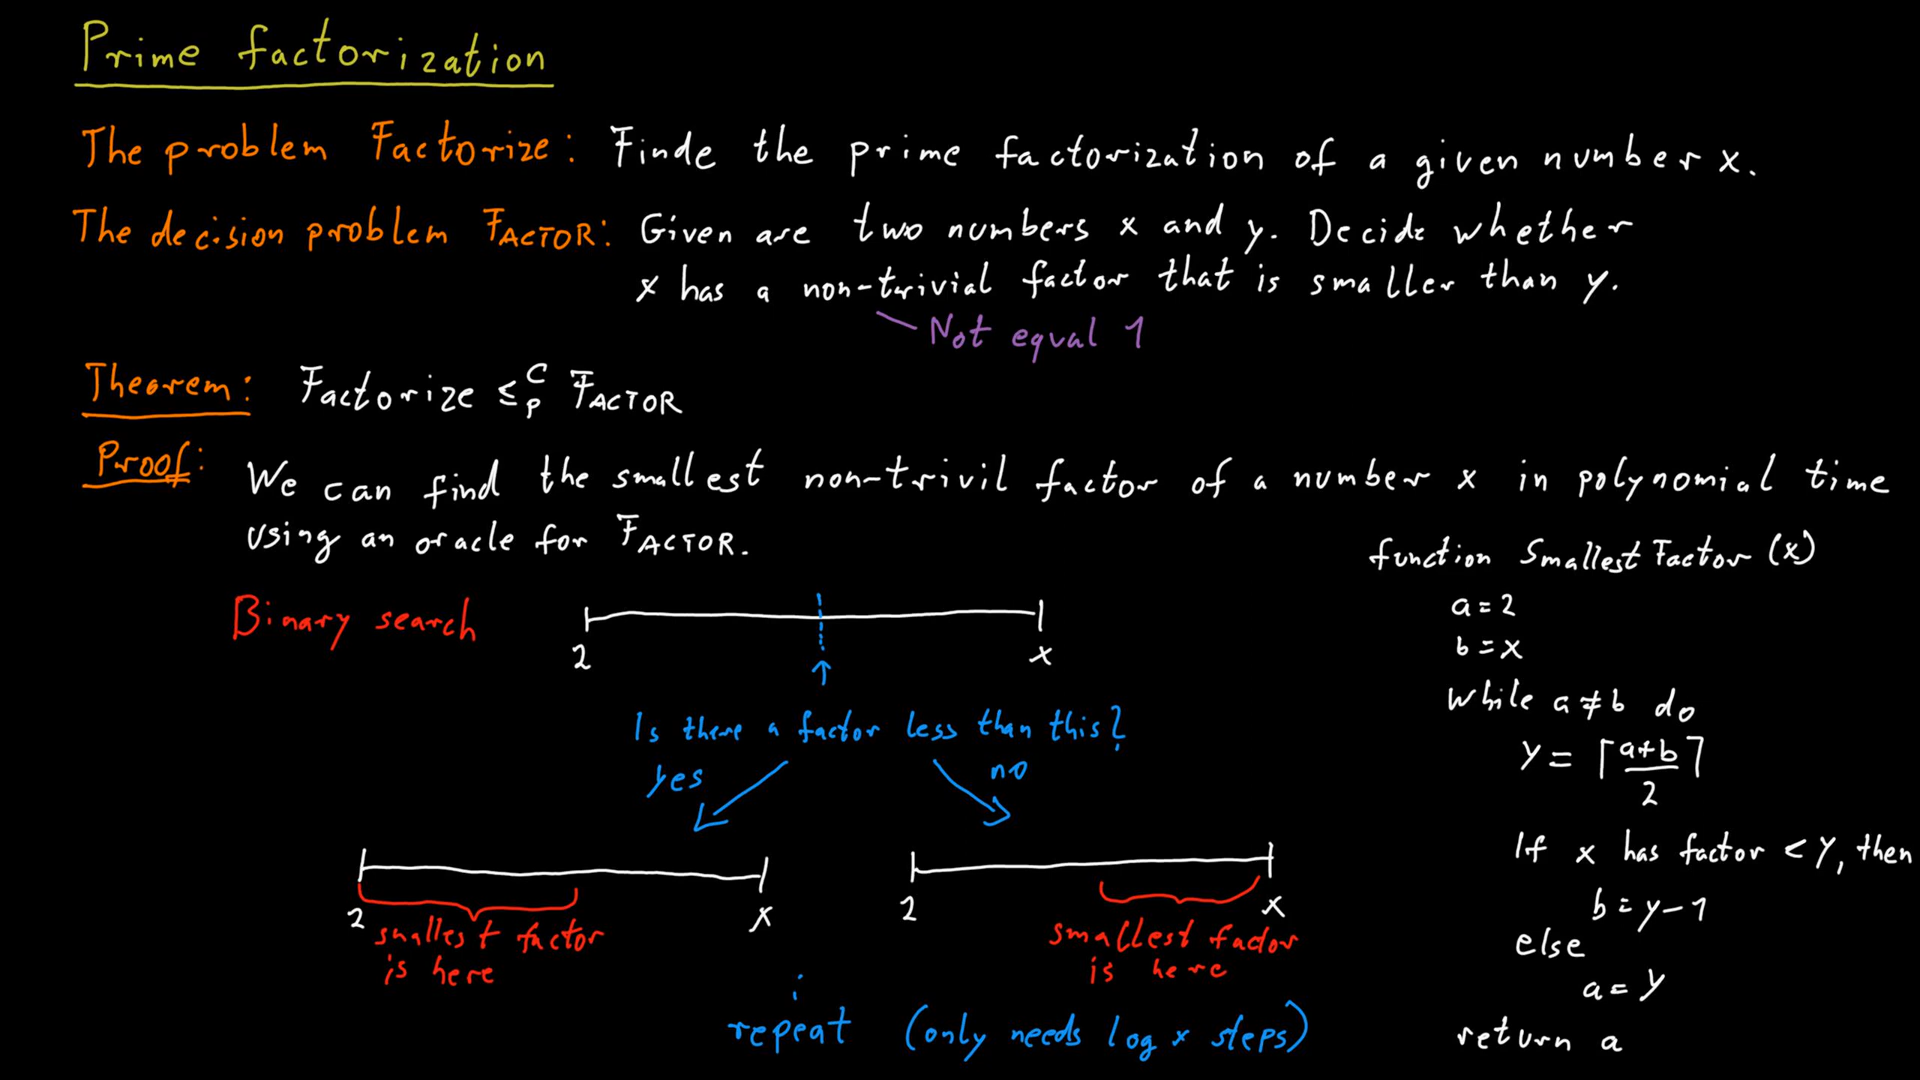 Prime factorization
The problem Factorize: Finde the prime factorization of a given number x.
The decision problem FACTOR: Given are two numbers x and y. Decide whether
x has a non-trivial factor that is smaller than y.
Not equal 1
Theorem: Factorize ≤ᶜₚ FACTOR
Proof: We can find the smallest non-trivil factor of a number x in polynomial time
using an oracle for FACTOR.
Binary search
2 x
Is there a factor less than this?
yes no
2 x
smallest factor
is here
2 x
smallest factor
is here
repeat (only needs log x steps)
function SmallestFactor (x)
a = 2
b = x
while a ≠ b do
y = ⌈(a+b)/2⌉
If x has factor < y, then
b = y - 1
else
a = y
return a